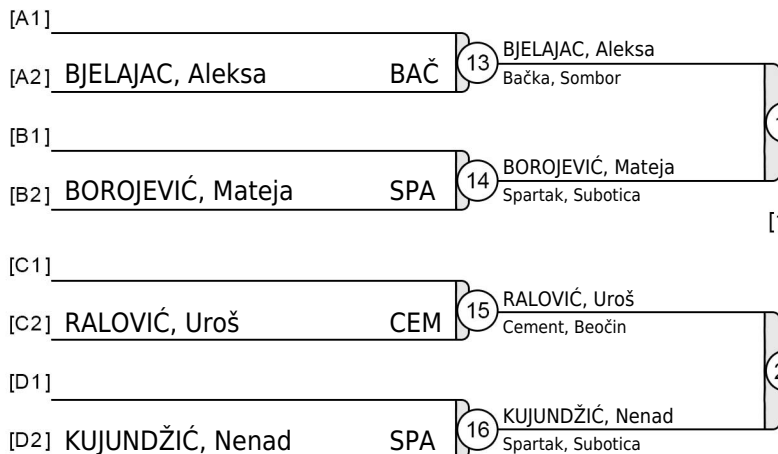 [A1]
[A2] BJELAJAC, Aleksa BAČ
13
BJELAJAC, Aleksa
Bačka, Sombor
[B1]
[B2] BOROJEVIĆ, Mateja SPA
14
BOROJEVIĆ, Mateja
Spartak, Subotica
[C1]
[C2] RALOVIĆ, Uroš CEM
15
RALOVIĆ, Uroš
Cement, Beočin
[D1]
[D2] KUJUNDŽIĆ, Nenad SPA
16
KUJUNDŽIĆ, Nenad
Spartak, Subotica